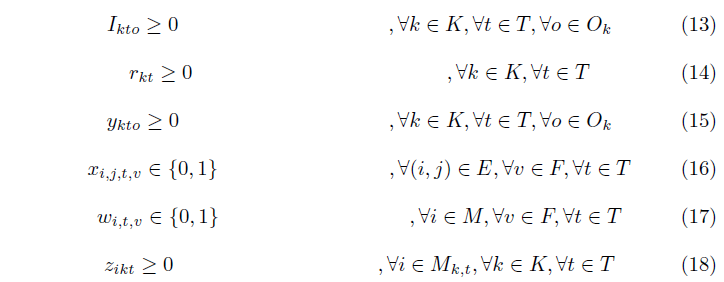 I_{kto} ≥ 0 , ∀k ∈ K, ∀t ∈ T, ∀o ∈ O_k (13)
r_{kt} ≥ 0 , ∀k ∈ K, ∀t ∈ T (14)
y_{kto} ≥ 0 , ∀k ∈ K, ∀t ∈ T, ∀o ∈ O_k (15)
x_{i,j,t,v} ∈ {0, 1} , ∀(i, j) ∈ E, ∀v ∈ F, ∀t ∈ T (16)
w_{i,t,v} ∈ {0, 1} , ∀i ∈ M, ∀v ∈ F, ∀t ∈ T (17)
z_{ikt} ≥ 0 , ∀i ∈ M_{k,t}, ∀k ∈ K, ∀t ∈ T (18)